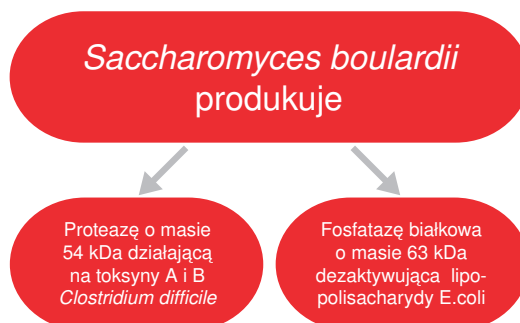 Saccharomyces boulardii
produkuje
Proteazę o masie
54 kDa działającą
na toksyny A i B
Clostridium difficile
Fosfatazę białkowa
o masie 63 kDa
dezaktywująca lipo-
polisacharydy E.coli